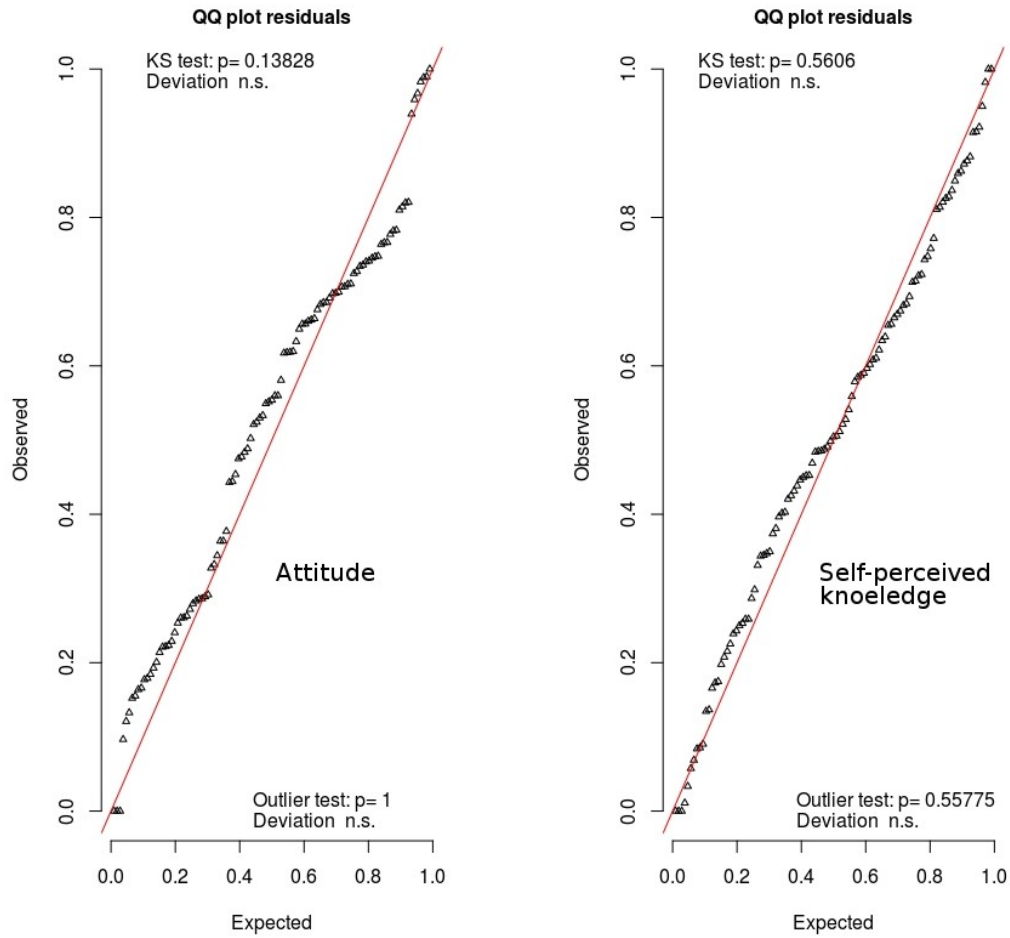 QQ plot residuals
KS test: p= 0.13828
Deviation n.s.
1.0
0.8
0.6
0.4
0.2
0.0
Observed
Attitude
Outlier test: p= 1
Deviation n.s.
0.0 0.2 0.4 0.6 0.8 1.0
Expected
QQ plot residuals
KS test: p= 0.5606
Deviation n.s.
1.0
0.8
0.6
0.4
0.2
0.0
Observed
Self-perceived
knoeledge
Outlier test: p= 0.55775
Deviation n.s.
0.0 0.2 0.4 0.6 0.8 1.0
Expected